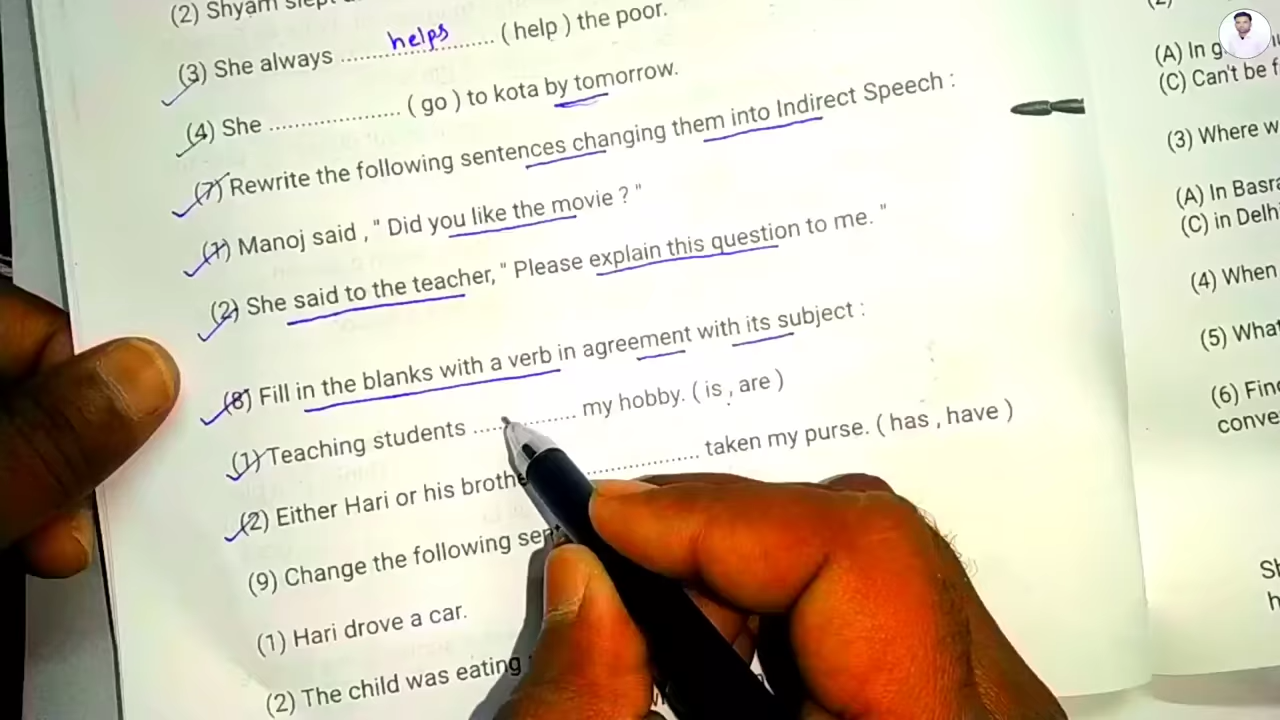 (2) Shyam slept
(3) She always .......helps....... ( help ) the poor.
(4) She ..................... ( go ) to kota by tomorrow.
(7) Rewrite the following sentences changing them into Indirect Speech :
(1) Manoj said , " Did you like the movie ? "
(2) She said to the teacher, " Please explain this question to me. "
(8) Fill in the blanks with a verb in agreement with its subject :
(1) Teaching students ................. my hobby. ( is , are )
(2) Either Hari or his brothe ................... taken my purse. ( has , have )
(9) Change the following sen
(1) Hari drove a car.
(2) The child was eating
(A) In g
(C) Can't be f
(3) Where w
(A) In Basra
(C) in Delh
(4) When
(5) What
(6) Find
conve